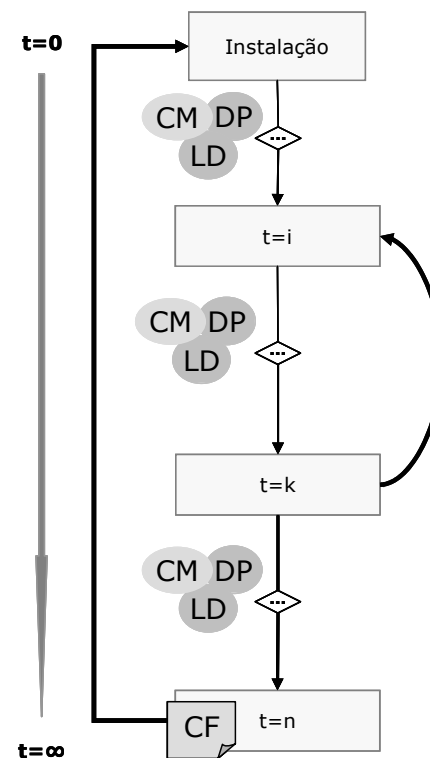 t=0
Instalação
CM DP
LD
...
t=i
CM DP
LD
...
t=k
CM DP
LD
...
CF
t=n
t=∞